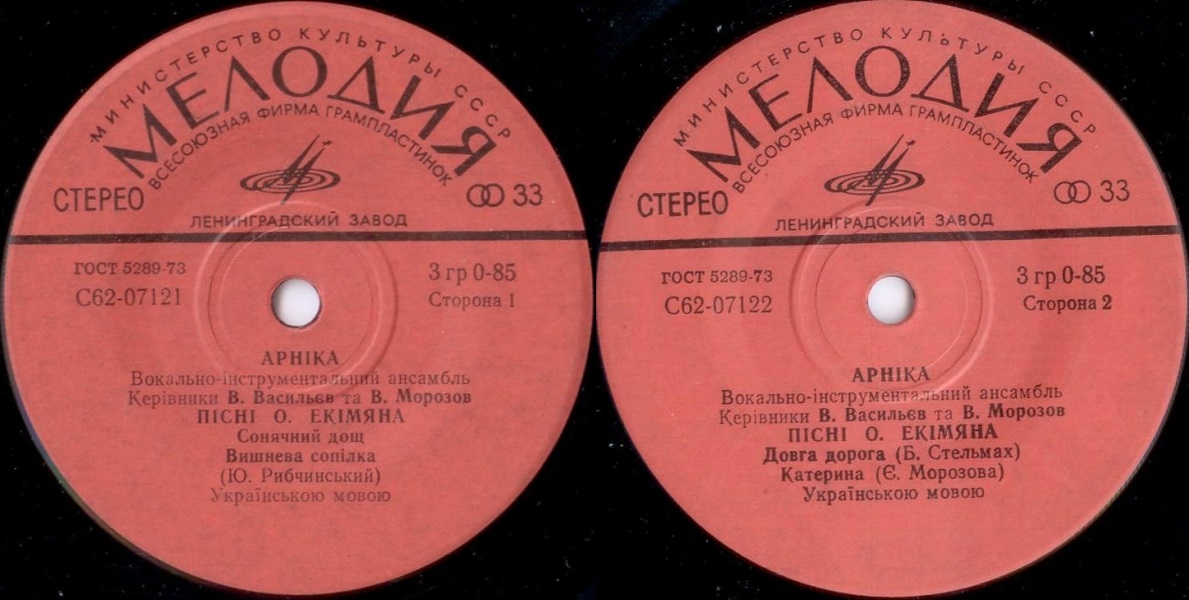 МИНИСТЕРСТВО КУЛЬТУРЫ СССР
МЕЛОДИЯ
ВСЕСОЮЗНАЯ ФИРМА ГРАМПЛАСТИНОК
СТЕРЕО
33
ЛЕНИНГРАДСКИЙ ЗАВОД
ГОСТ 5289-73
3 гр 0-85
С62-07121
Сторона 1
АРНІКА
Вокально-інструментальний ансамбль
Керівники В. Васильєв та В. Морозов
ПІСНІ О. ЕКІМЯНА
Сонячний дощ
Вишнева сопілка
(Ю. Рибчинський)
Українською мовою
МИНИСТЕРСТВО КУЛЬТУРЫ СССР
МЕЛОДИЯ
ВСЕСОЮЗНАЯ ФИРМА ГРАМПЛАСТИНОК
СТЕРЕО
33
ЛЕНИНГРАДСКИЙ ЗАВОД
ГОСТ 5289-73
3 гр 0-85
С62-07122
Сторона 2
АРНІКА
Вокально-інструментальний ансамбль
Керівники В. Васильєв та В. Морозов
ПІСНІ О. ЕКІМЯНА
Довга дорога (Б. Стельмах)
Катерина (Є. Морозова)
Українською мовою